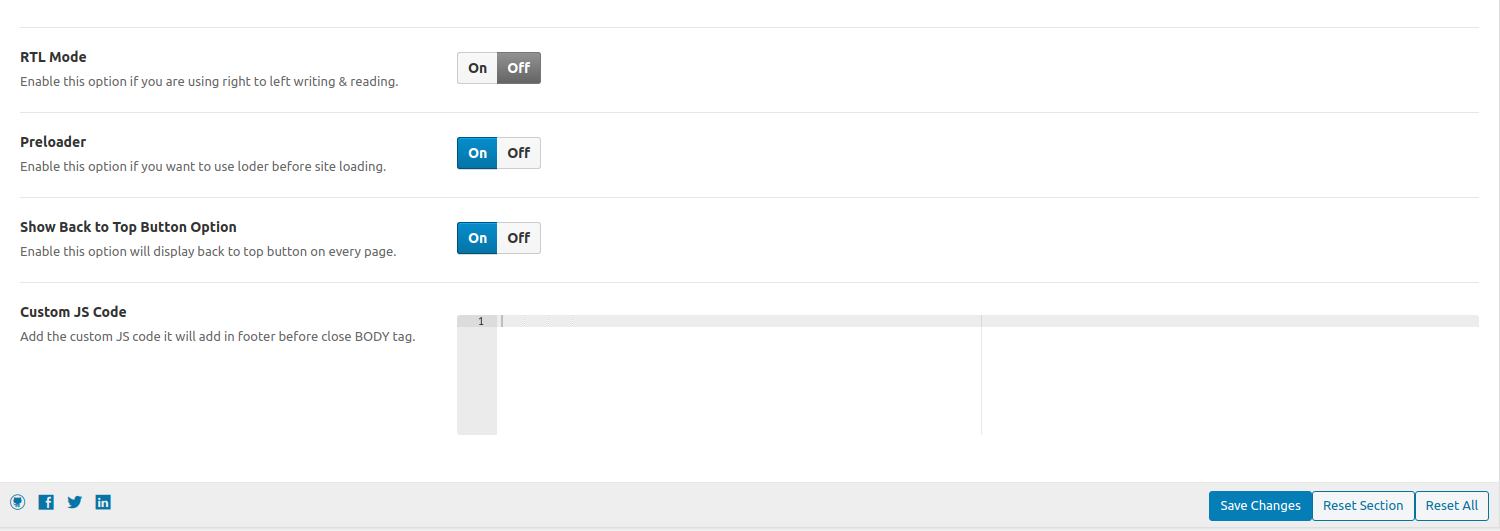 RTL Mode
On Off
Enable this option if you are using right to left writing & reading.
Preloader
On Off
Enable this option if you want to use loder before site loading.
Show Back to Top Button Option
On Off
Enable this option will display back to top button on every page.
Custom JS Code
1
Add the custom JS code it will add in footer before close BODY tag.
Save Changes Reset Section Reset All